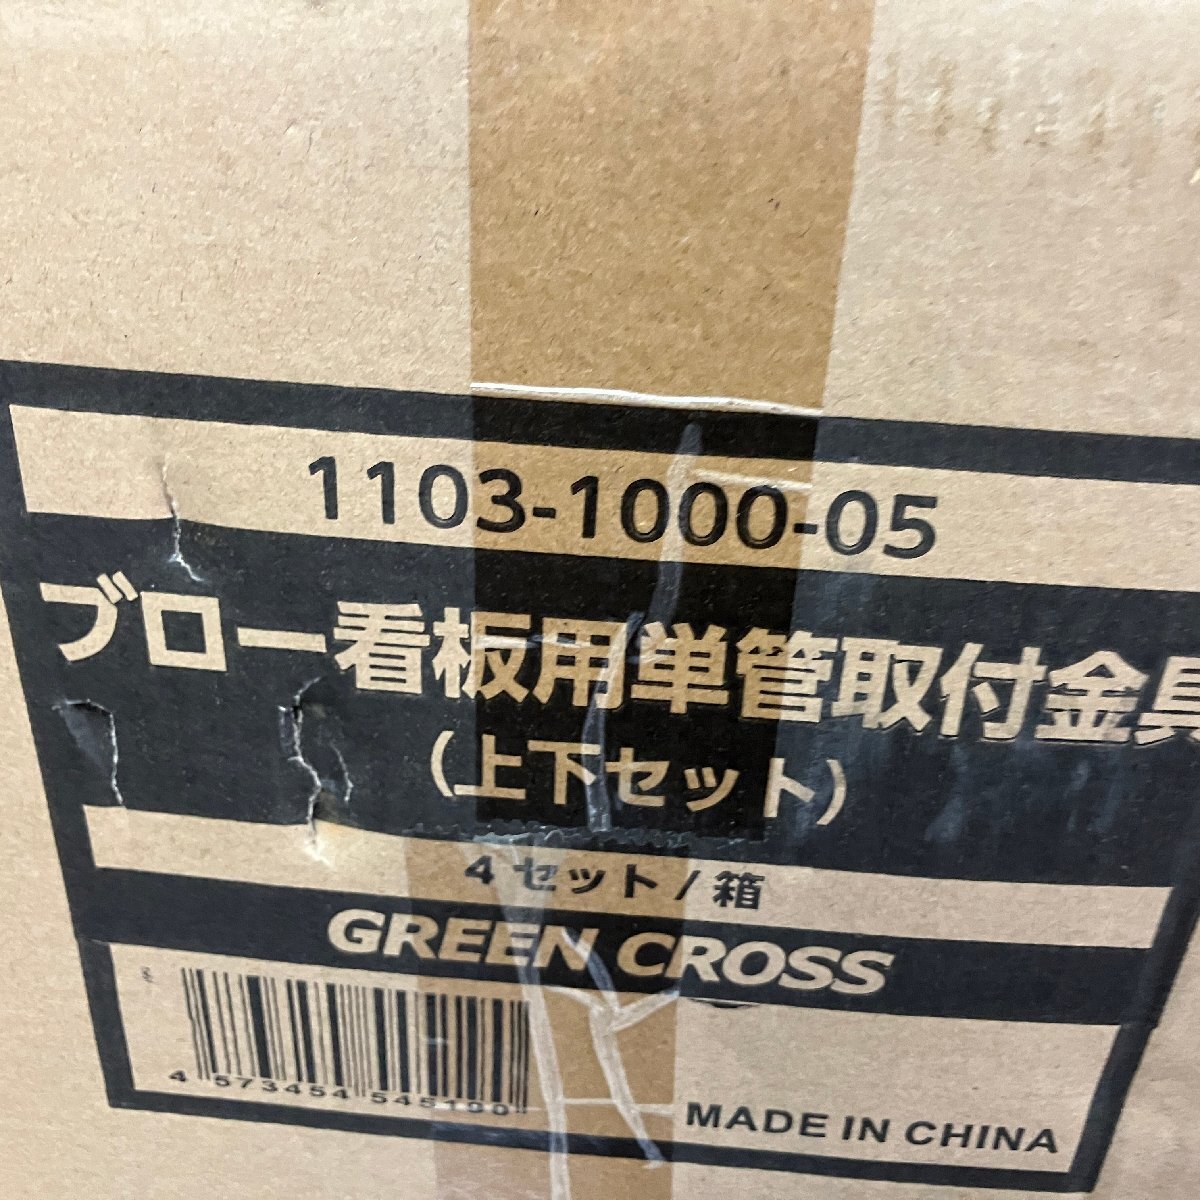 1103-1000-05
ブロー看板用単管取付金具
(上下セット)
4セット/箱
GREEN CROSS
4 573454 545190
MADE IN CHINA